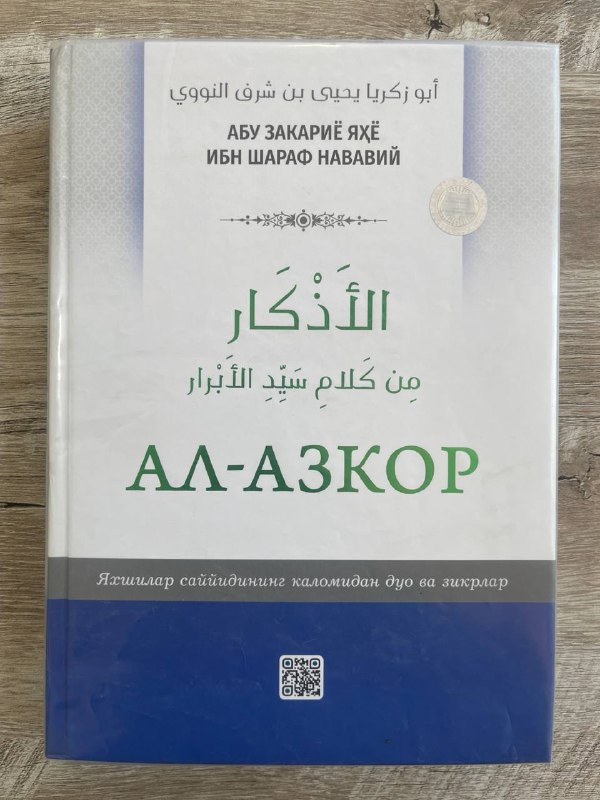 أبو زكريا يحيى بن شرف النووي
АБУ ЗАКАРИЁ ЯҲЁ
ИБН ШАРАФ НАВАВИЙ
الأَذْكَار
مِن كَلامِ سَيِّدِ الأَبْرار
АЛ-АЗКОР
Яхшилар саййидининг каломидан дуо ва зикрлар